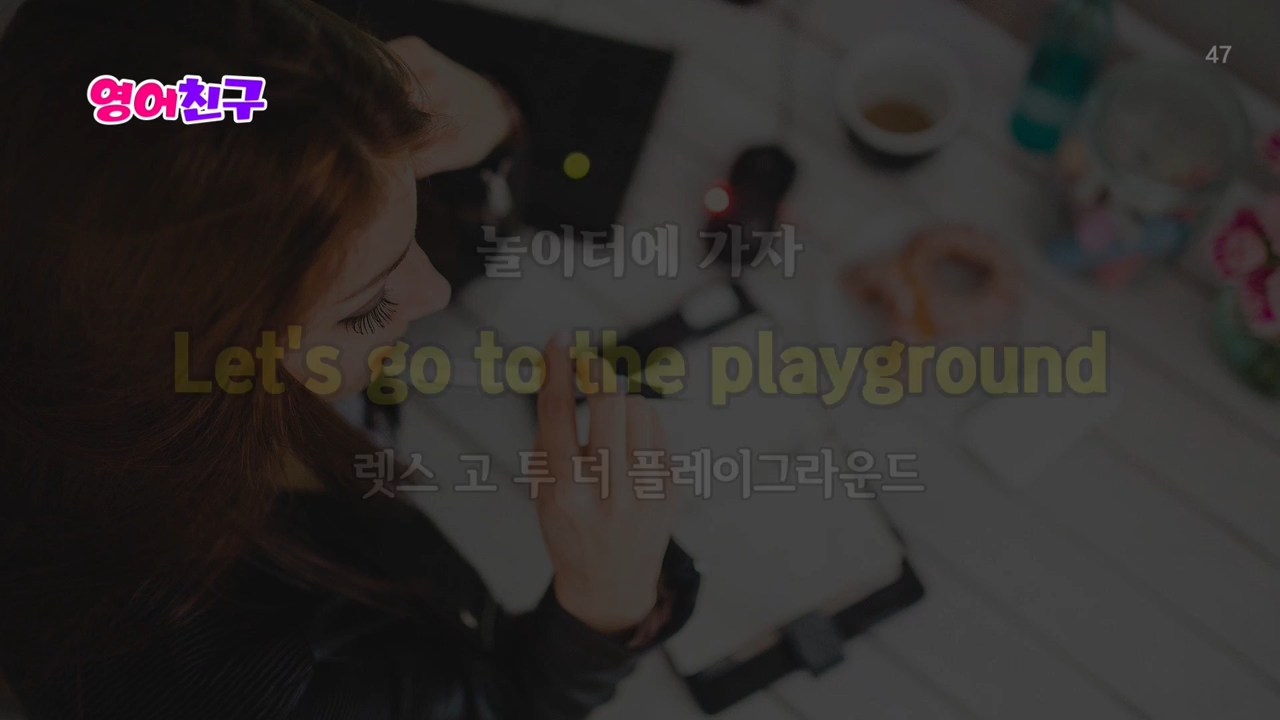 영어친구
47
놀이터에 가자
Let's go to the playground
렛스 고 투 더 플레이그라운드